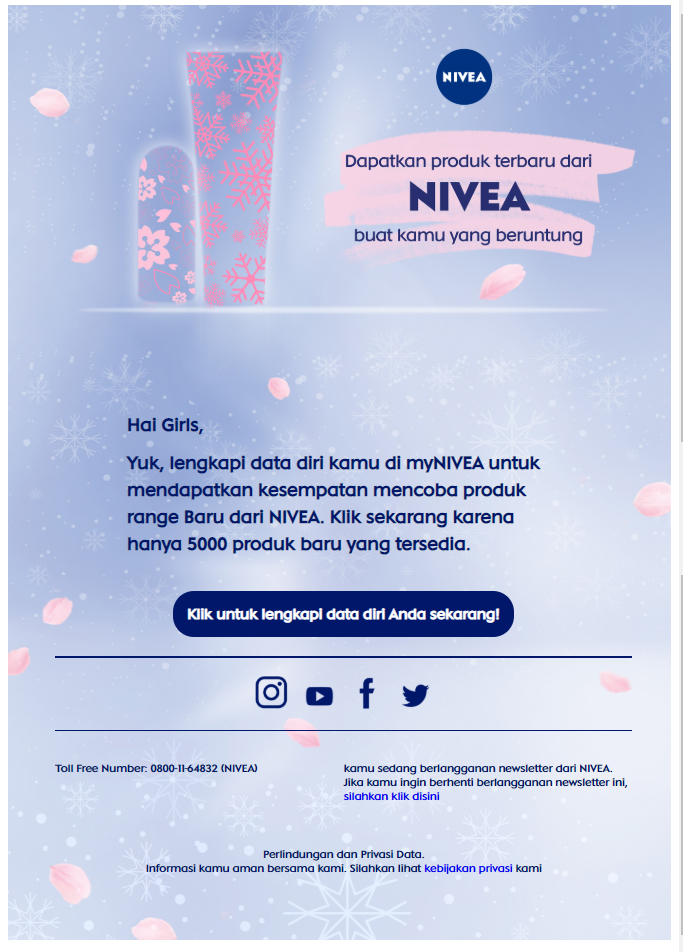 NIVEA
Dapatkan produk terbaru dari
NIVEA
buat kamu yang beruntung
Hai Girls,
Yuk, lengkapi data diri kamu di myNIVEA untuk
mendapatkan kesempatan mencoba produk
range Baru dari NIVEA. Klik sekarang karena
hanya 5000 produk baru yang tersedia.
Klik untuk lengkapi data diri Anda sekarang!
Toll Free Number: 0800-11-64832 (NIVEA)
kamu sedang berlangganan newsletter dari NIVEA.
Jika kamu ingin berhenti berlangganan newsletter ini,
silahkan klik disini
Perlindungan dan Privasi Data.
Informasi kamu aman bersama kami. Silahkan lihat kebijakan privasi kami